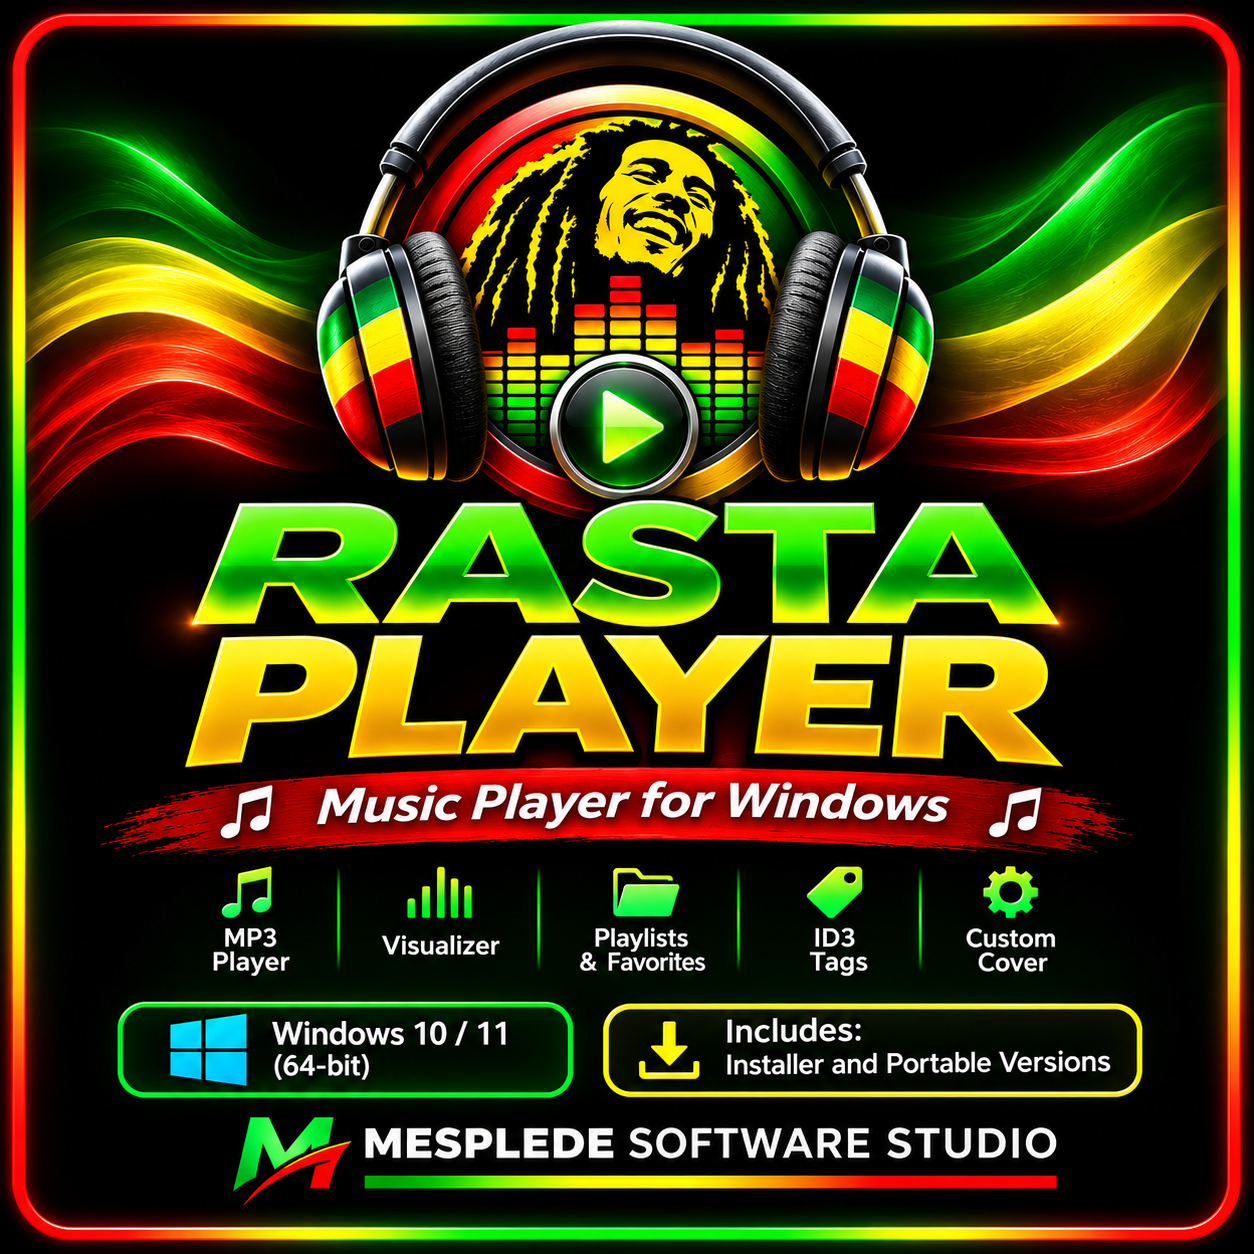 RASTA
PLAYER
Music Player for Windows
MP3
Player
Visualizer
Playlists
& Favorites
ID3
Tags
Custom
Cover
Windows 10 / 11
(64-bit)
Includes:
Installer and Portable Versions
MESPLEDE SOFTWARE STUDIO